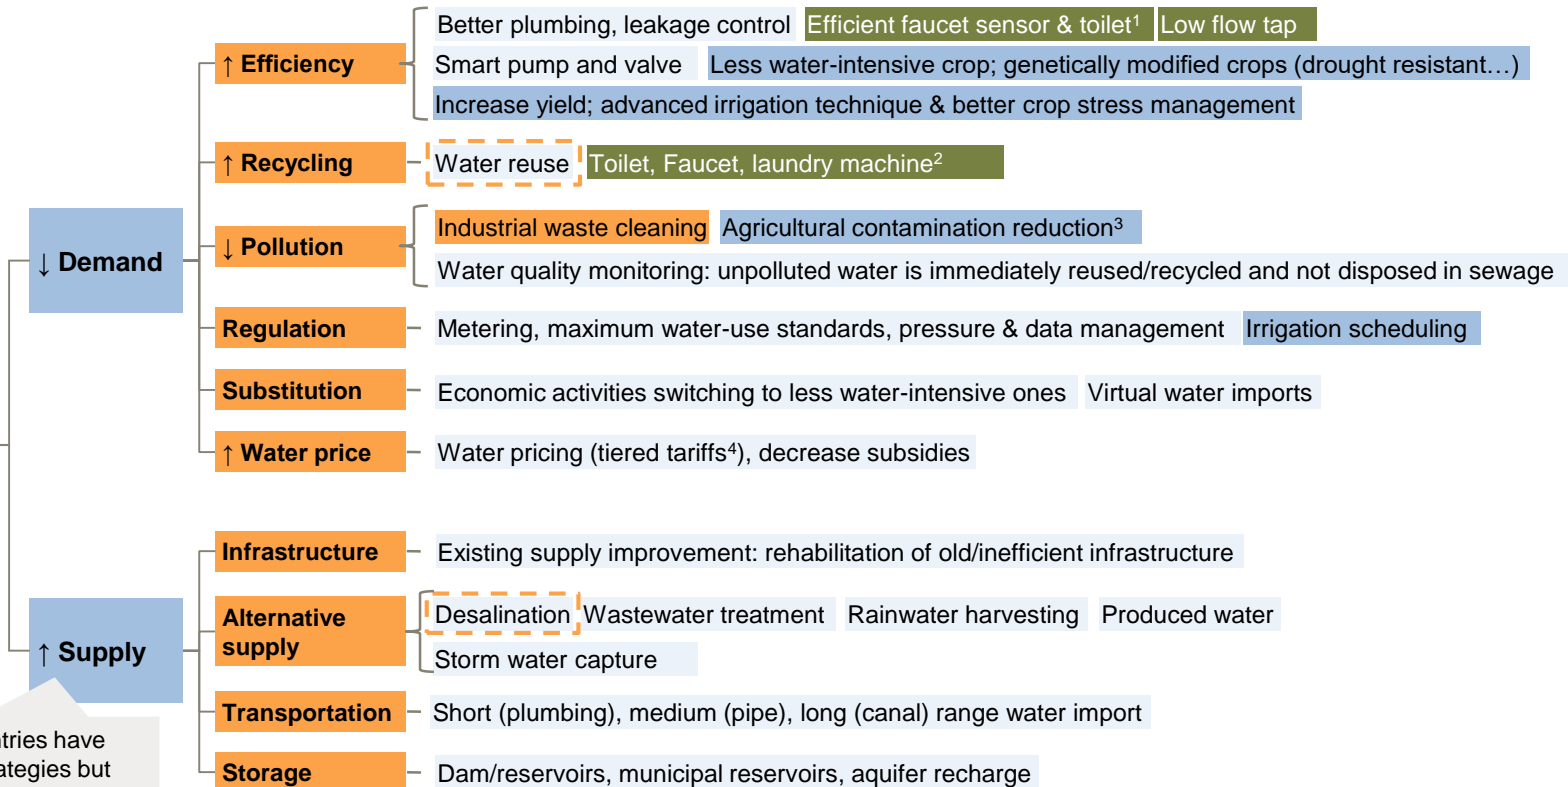 ↓ Demand
↑ Efficiency
Better plumbing, leakage control Efficient faucet sensor & toilet¹ Low flow tap
Smart pump and valve Less water-intensive crop; genetically modified crops (drought resistant…)
Increase yield; advanced irrigation technique & better crop stress management
↑ Recycling
Water reuse Toilet, Faucet, laundry machine²
↓ Pollution
Industrial waste cleaning Agricultural contamination reduction³
Water quality monitoring: unpolluted water is immediately reused/recycled and not disposed in sewage
Regulation
Metering, maximum water-use standards, pressure & data management Irrigation scheduling
Substitution
Economic activities switching to less water-intensive ones Virtual water imports
↑ Water price
Water pricing (tiered tariffs⁴), decrease subsidies
↑ Supply
Infrastructure
Existing supply improvement: rehabilitation of old/inefficient infrastructure
Alternative
supply
Desalination Wastewater treatment Rainwater harvesting Produced water
Storm water capture
Transportation
Short (plumbing), medium (pipe), long (canal) range water import
Storage
Dam/reservoirs, municipal reservoirs, aquifer recharge
have
but